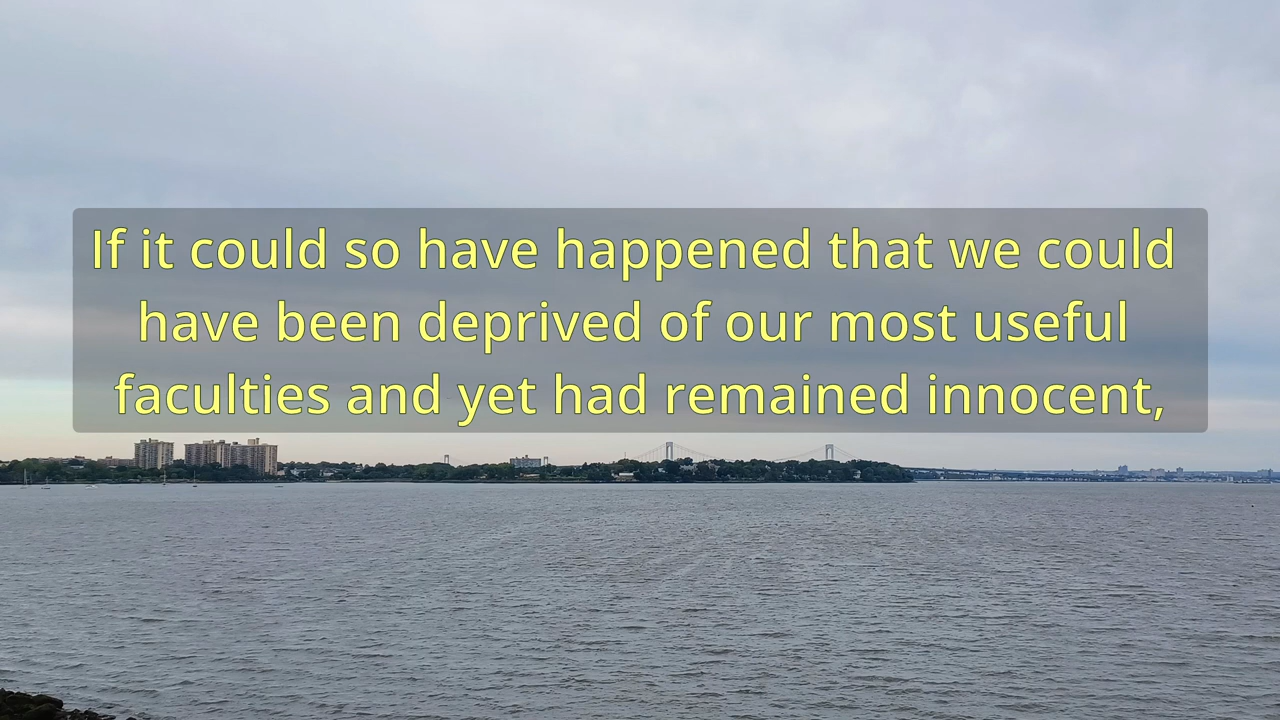 If it could so have happened that we could
have been deprived of our most useful
faculties and yet had remained innocent,